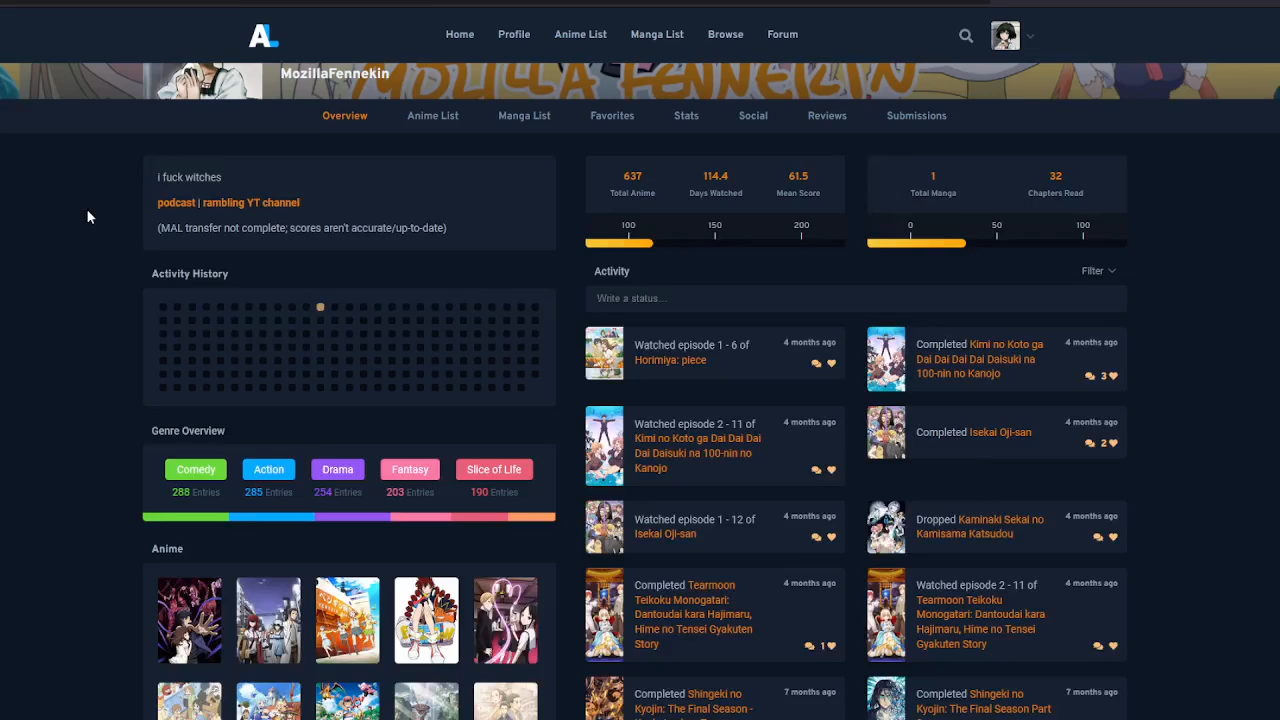 AL Home Profile Anime List Manga List Browse Forum
MozillaFennekin
MOZILLA FENNEKIN
Overview Anime List Manga List Favorites Stats Social Reviews Submissions
i fuck witches
podcast | rambling YT channel
(MAL transfer not complete; scores aren't accurate/up-to-date)
Activity History
Genre Overview
Comedy Action Drama Fantasy Slice of Life
288 Entries 285 Entries 254 Entries 203 Entries 190 Entries
Anime
637 114.4 61.5
Total Anime Days Watched Mean Score
100 150 200
1 32
Total Manga Chapters Read
0 50 100
Activity Filter
Write a status...
Watched episode 1 - 6 of
Horimiya: piece
4 months ago
Completed Kimi no Koto ga
Dai Dai Dai Dai Daisuki na
100-nin no Kanojo
4 months ago
3
Watched episode 2 - 11 of
Kimi no Koto ga Dai Dai Dai
Dai Daisuki na 100-nin no
Kanojo
4 months ago
Completed Isekai Oji-san
4 months ago
2
Watched episode 1 - 12 of
Isekai Oji-san
4 months ago
Dropped Kaminaki Sekai no
Kamisama Katsudou
4 months ago
Completed Tearmoon
Teikoku Monogatari:
Dantoudai kara Hajimaru,
Hime no Tensei Gyakuten
Story
4 months ago
1
Watched episode 2 - 11 of
Tearmoon Teikoku
Monogatari: Dantoudai kara
Hajimaru, Hime no Tensei
Gyakuten Story
4 months ago
Completed Shingeki no
Kyojin: The Final Season -
7 months ago
Completed Shingeki no
Kyojin: The Final Season Part
7 months ago